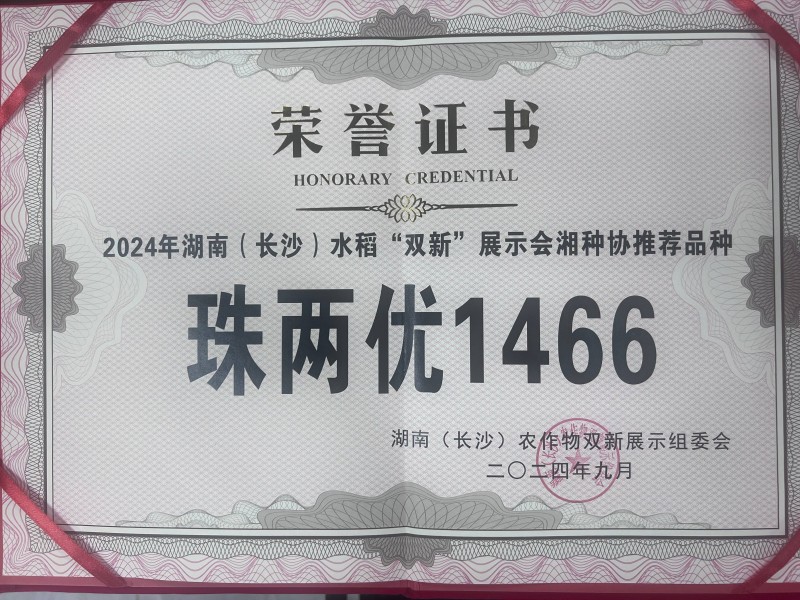 荣誉证书
HONORARY CREDENTIAL
2024年湖南（长沙）水稻“双新”展示会湘种协推荐品种
珠两优1466
湖南（长沙）农作物双新展示组委会
二〇二四年九月